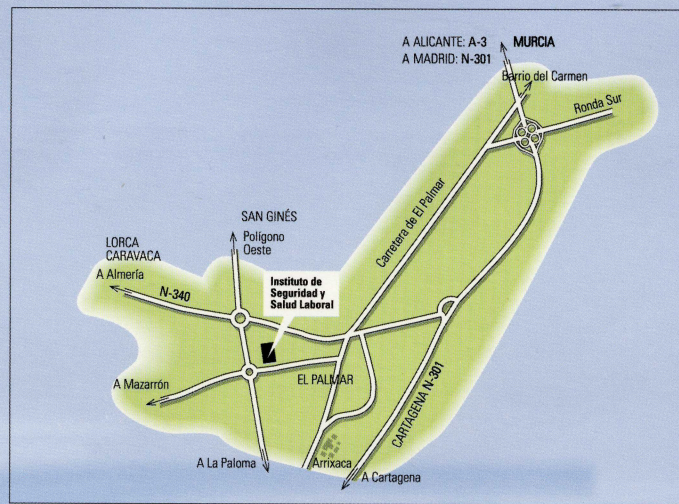 A ALICANTE: A-3 MURCIA
A MADRID: N-301
Barrio del Carmen
Ronda Sur
Carretera de El Palmar
SAN GINÉS
Polígono
Oeste
LORCA
CARAVACA
A Almería
N-340
Instituto de
Seguridad y
Salud Laboral
A Mazarrón
EL PALMAR
CARTAGENA N-301
A La Paloma
Arrixaca
A Cartagena